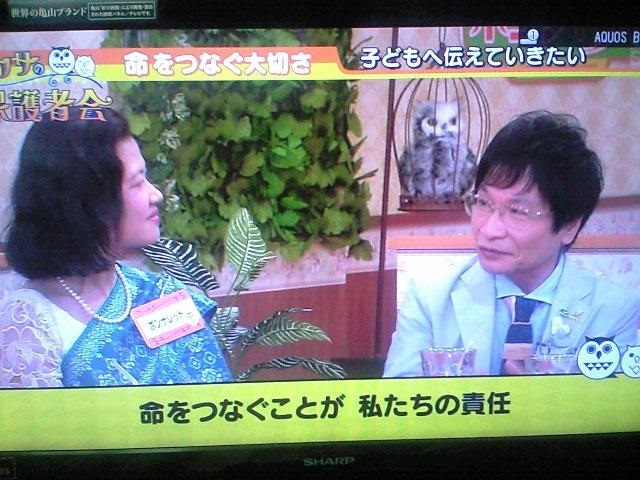 世界の亀山ブランド
AQUOS B
命をつなぐ大切さ
子どもへ伝えていきたい
保護者会
命をつなぐことが 私たちの責任
SHARP